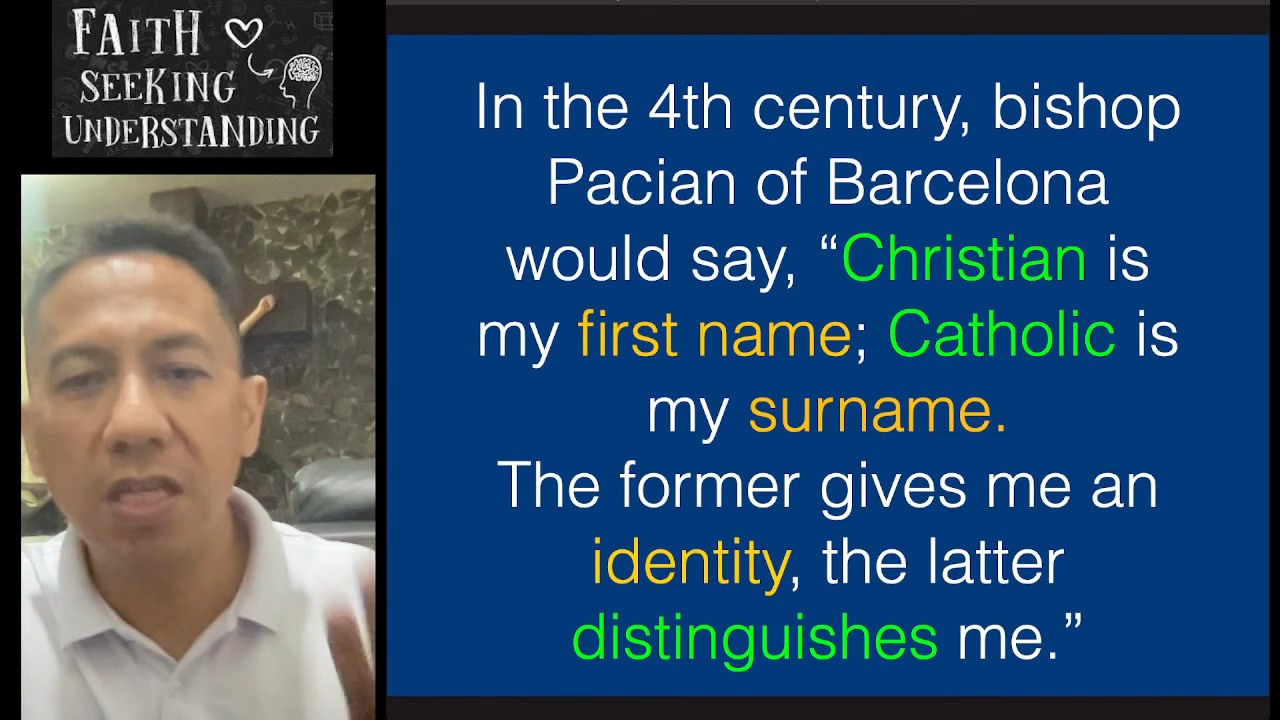 FAITH
SEEKING
UNDERSTANDING
In the 4th century, bishop
Pacian of Barcelona
would say, “Christian is
my first name; Catholic is
my surname.
The former gives me an
identity, the latter
distinguishes me.”